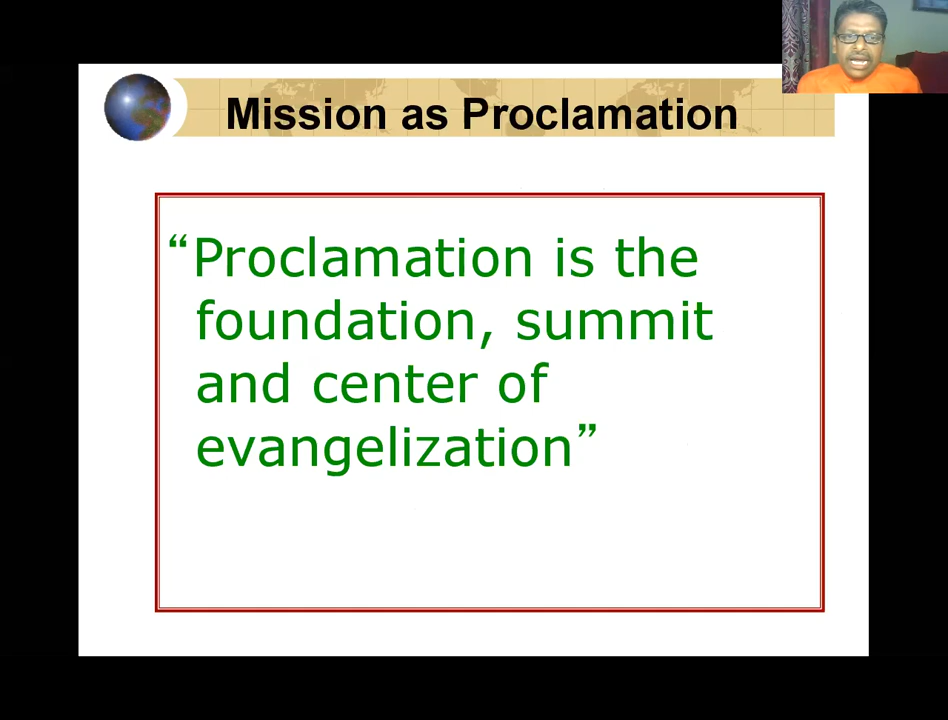 Mission as Proclamation
“Proclamation is the
foundation, summit
and center of
evangelization”